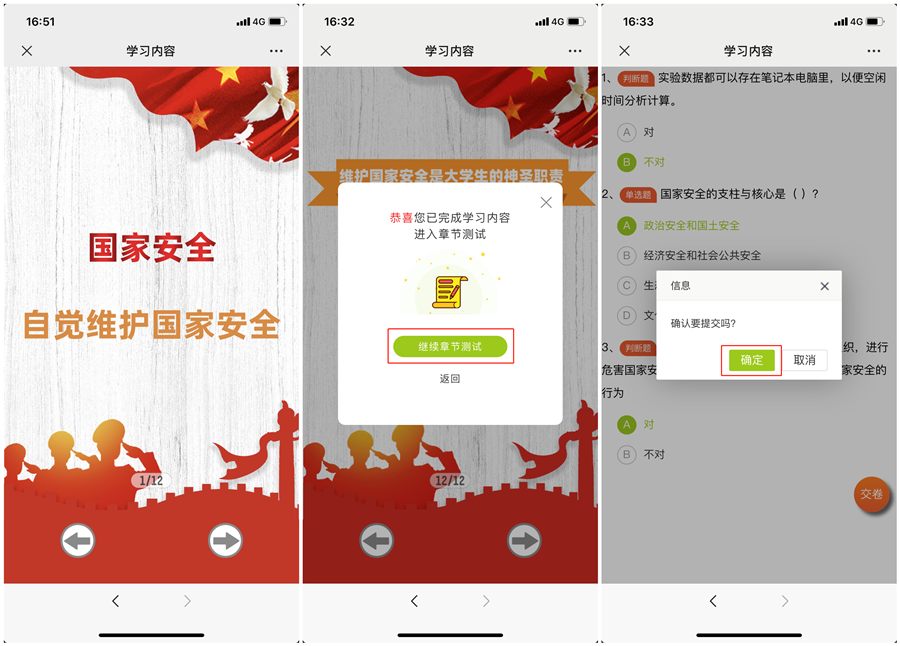 16:51
4G
学习内容
国家安全
自觉维护国家安全
1/12
16:32
4G
学习内容
维护国家安全是大学生的神圣职责
恭喜您已完成学习内容
进入章节测试
继续章节测试
返回
12/12
16:33
4G
学习内容
1、 判断题 实验数据都可以存在笔记本电脑里，以便空闲
时间分析计算。
A 对
B 不对
2、 单选题 国家安全的支柱与核心是（ ）？
A 政治安全和国土安全
B 经济安全和社会公共安全
C 生
D 文
信息
确认要提交吗?
确定
取消
3、 判断题 织，进行
危害国家安 家安全的
行为
A 对
B 不对
交卷